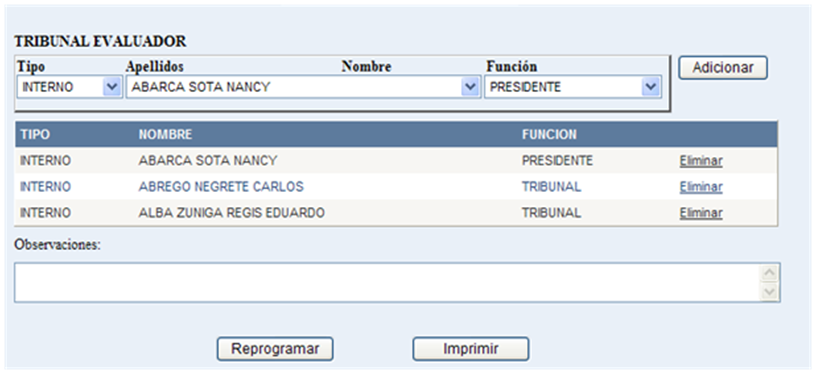 TRIBUNAL EVALUADOR
Tipo Apellidos Nombre Función
INTERNO ABARCA SOTA NANCY PRESIDENTE Adicionar
TIPO NOMBRE FUNCION
INTERNO ABARCA SOTA NANCY PRESIDENTE Eliminar
INTERNO ABREGO NEGRETE CARLOS TRIBUNAL Eliminar
INTERNO ALBA ZUNIGA REGIS EDUARDO TRIBUNAL Eliminar
Observaciones:
Reprogramar Imprimir